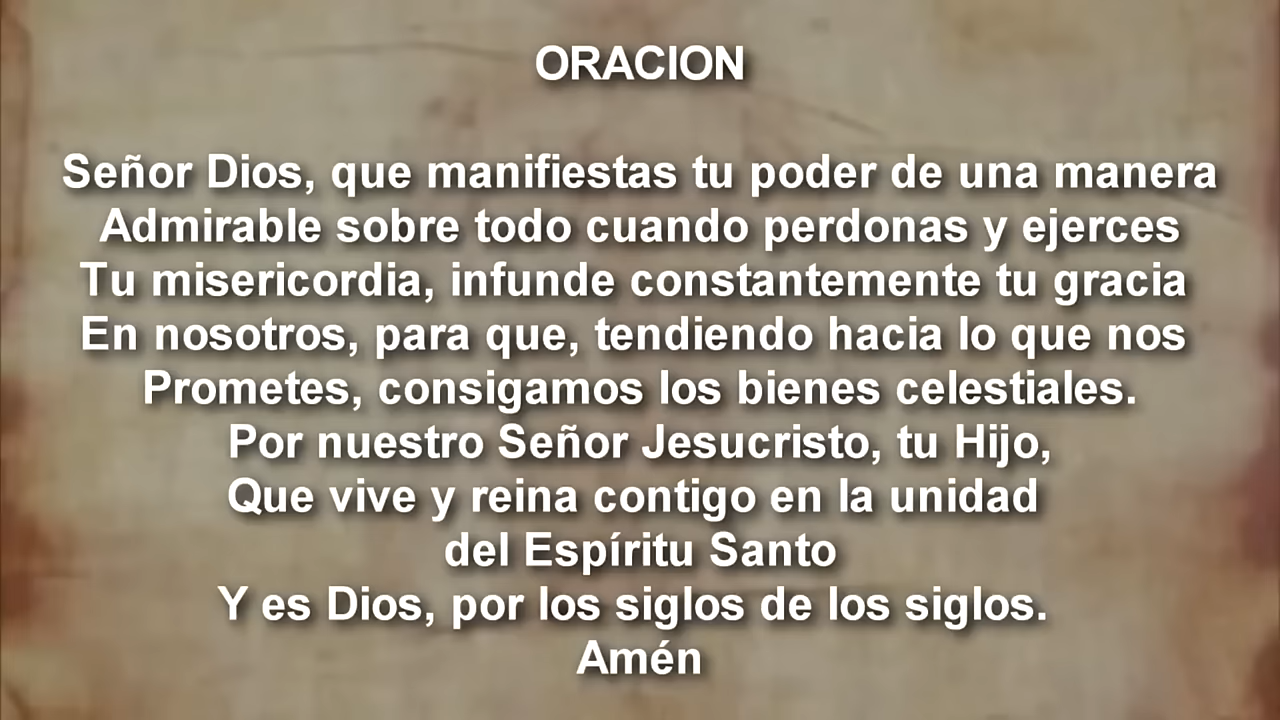 ORACION
Señor Dios, que manifiestas tu poder de una manera
Admirable sobre todo cuando perdonas y ejerces
Tu misericordia, infunde constantemente tu gracia
En nosotros, para que, tendiendo hacia lo que nos
Prometes, consigamos los bienes celestiales.
Por nuestro Señor Jesucristo, tu Hijo,
Que vive y reina contigo en la unidad
del Espíritu Santo
Y es Dios, por los siglos de los siglos.
Amén